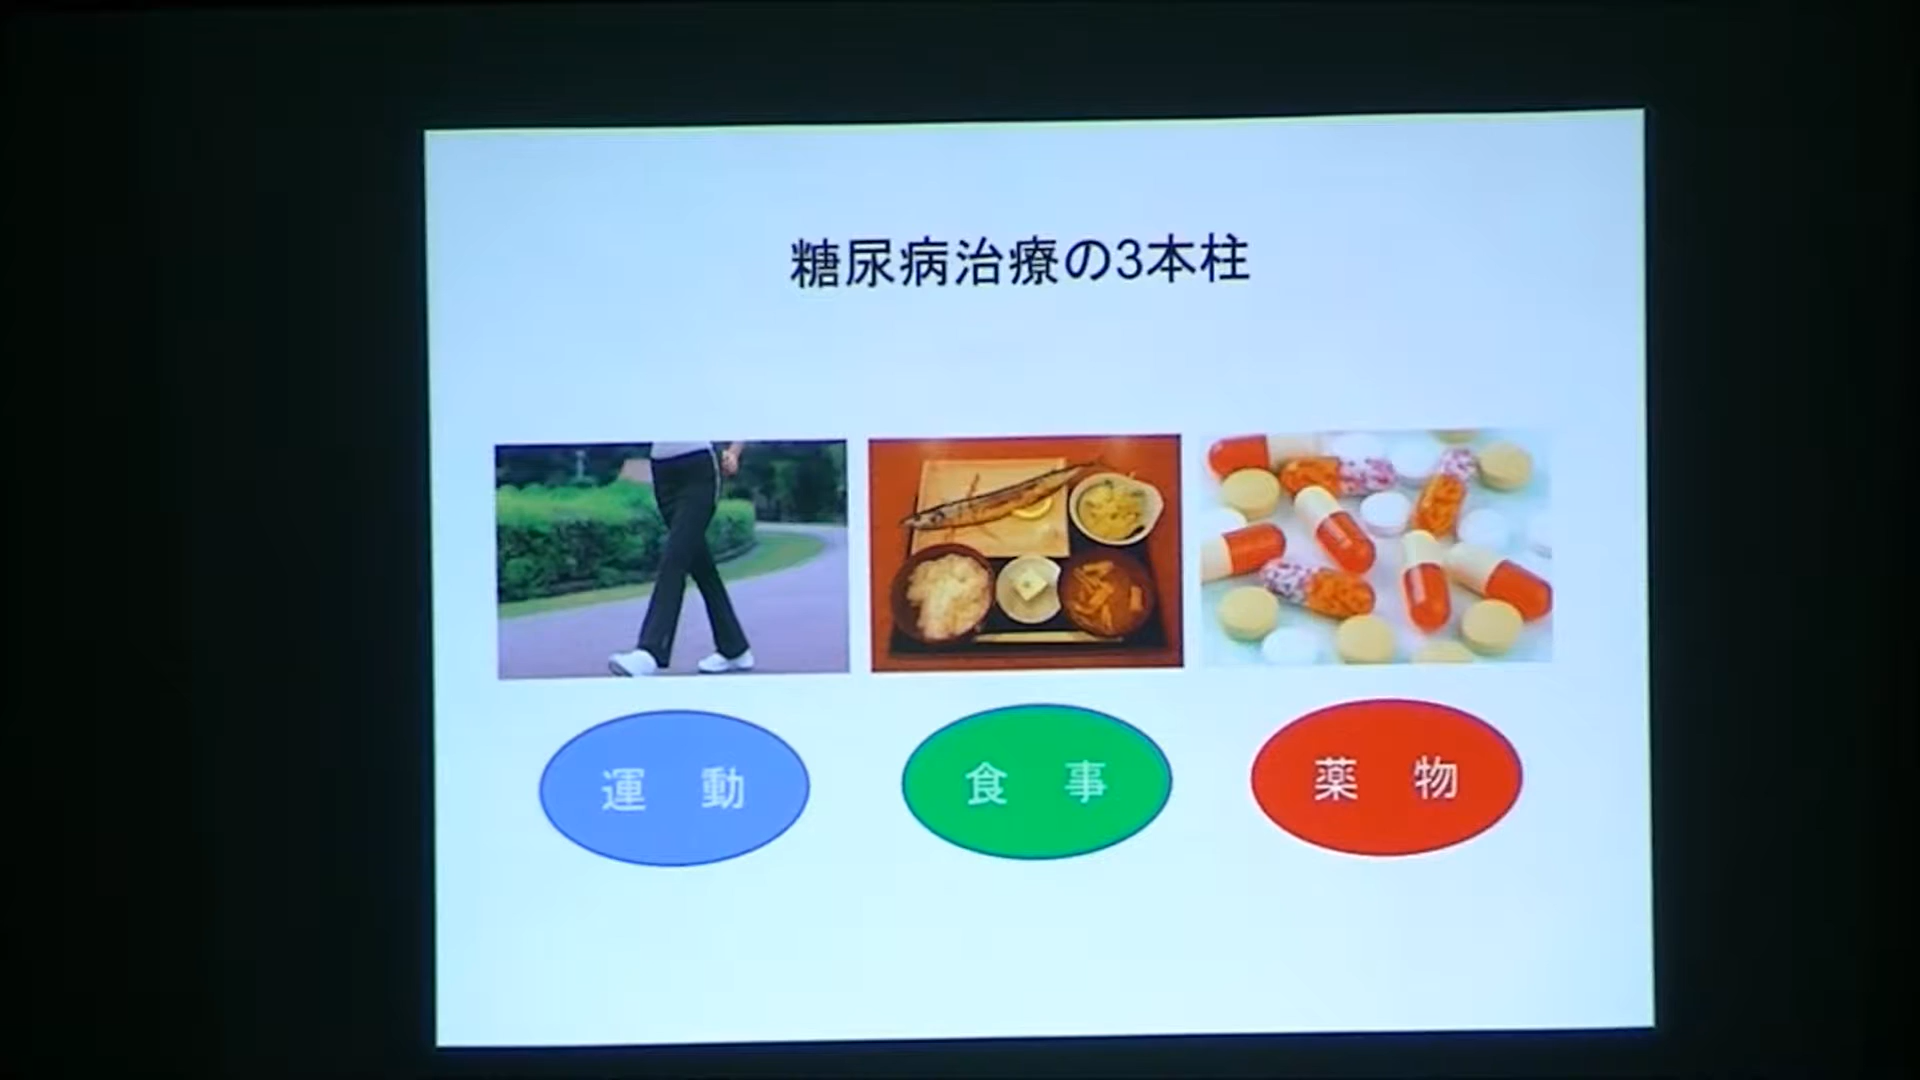 糖尿病治療の3本柱
運 動
食 事
薬 物